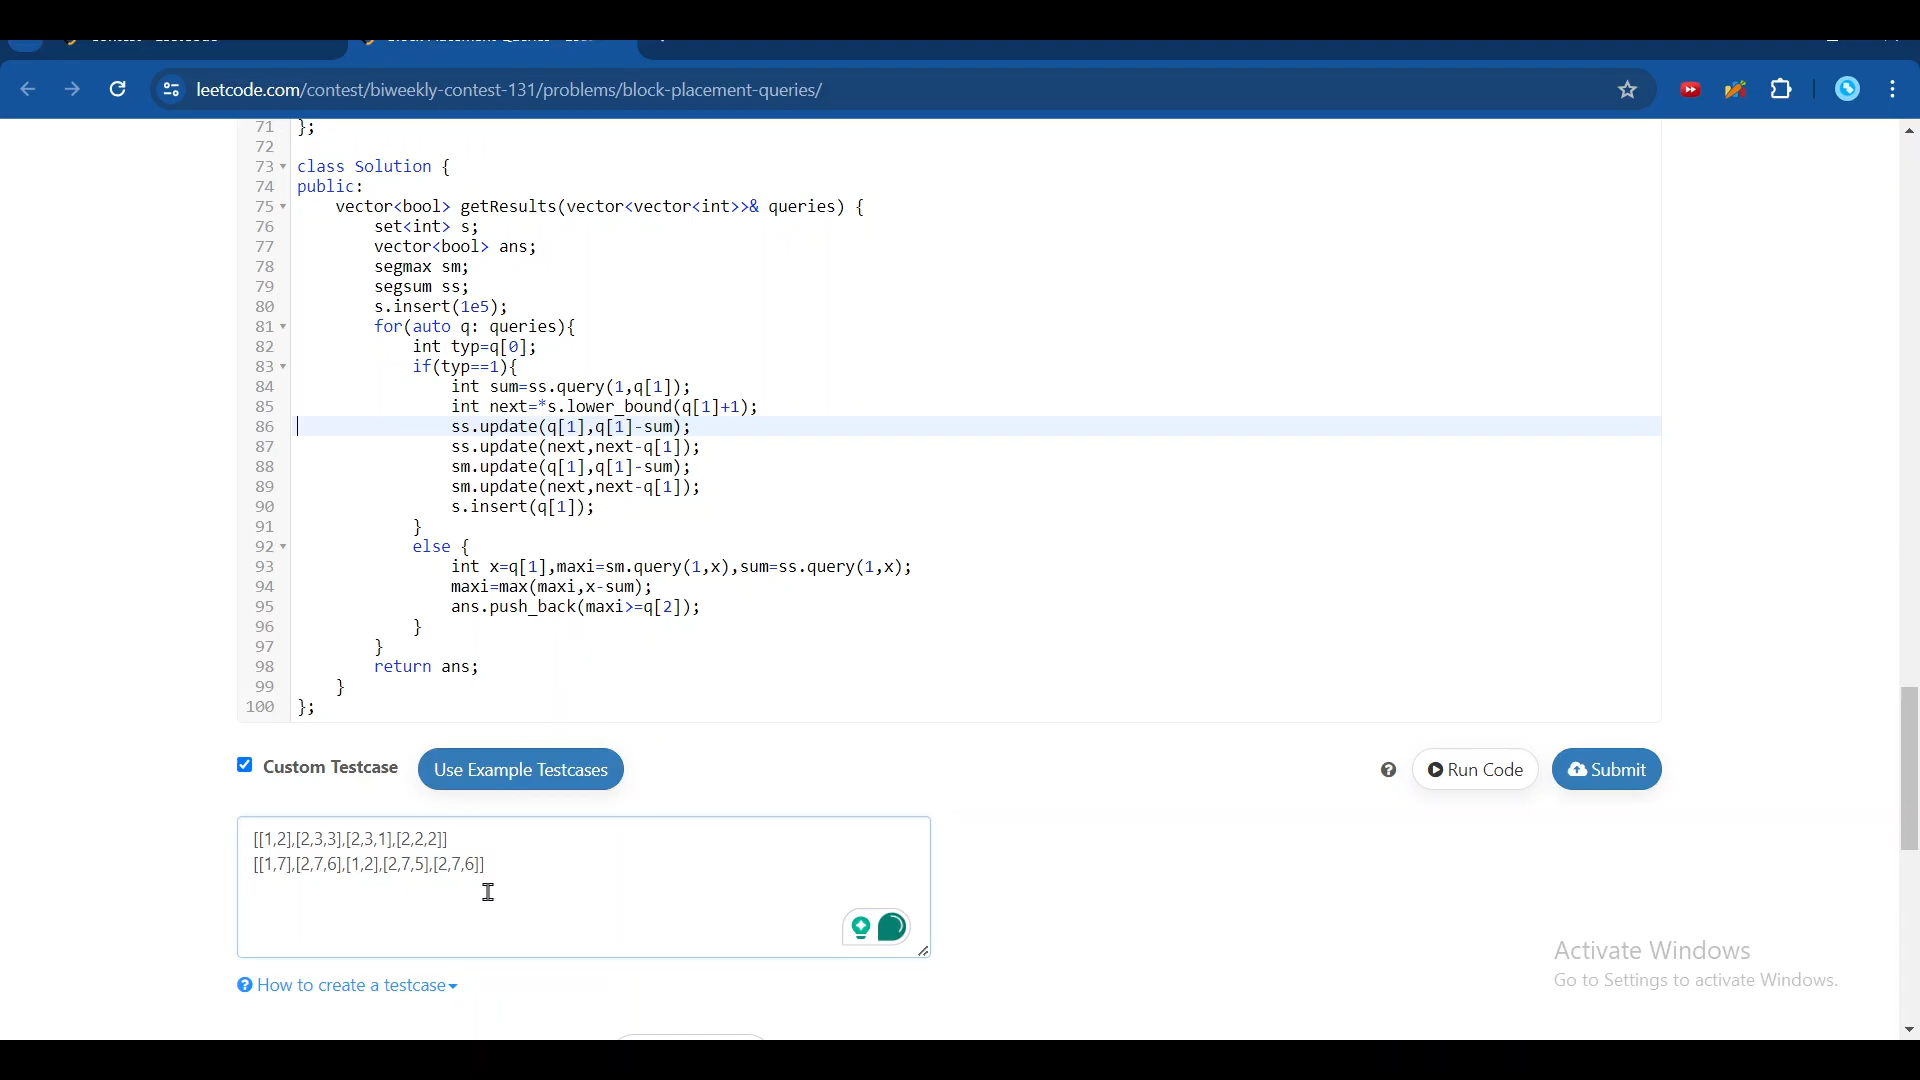 leetcode.com/contest/biweekly-contest-131/problems/block-placement-queries/
71 };
72
73 class Solution {
74 public:
75 vector<bool> getResults(vector<vector<int>>& queries) {
76 set<int> s;
77 vector<bool> ans;
78 segmax sm;
79 segsum ss;
80 s.insert(1e5);
81 for(auto q: queries){
82 int typ=q[0];
83 if(typ==1){
84 int sum=ss.query(1,q[1]);
85 int next=*s.lower_bound(q[1]+1);
86 ss.update(q[1],q[1]-sum);
87 ss.update(next,next-q[1]);
88 sm.update(q[1],q[1]-sum);
89 sm.update(next,next-q[1]);
90 s.insert(q[1]);
91 }
92 else {
93 int x=q[1],maxi=sm.query(1,x),sum=ss.query(1,x);
94 maxi=max(maxi,x-sum);
95 ans.push_back(maxi>=q[2]);
96 }
97 }
98 return ans;
99 }
100 };
Custom Testcase Use Example Testcases Run Code Submit
[[1,2],[2,3,3],[2,3,1],[2,2,2]]
[[1,7],[2,7,6],[1,2],[2,7,5],[2,7,6]]
Activate Windows
Go to Settings to activate Windows.
How to create a testcase